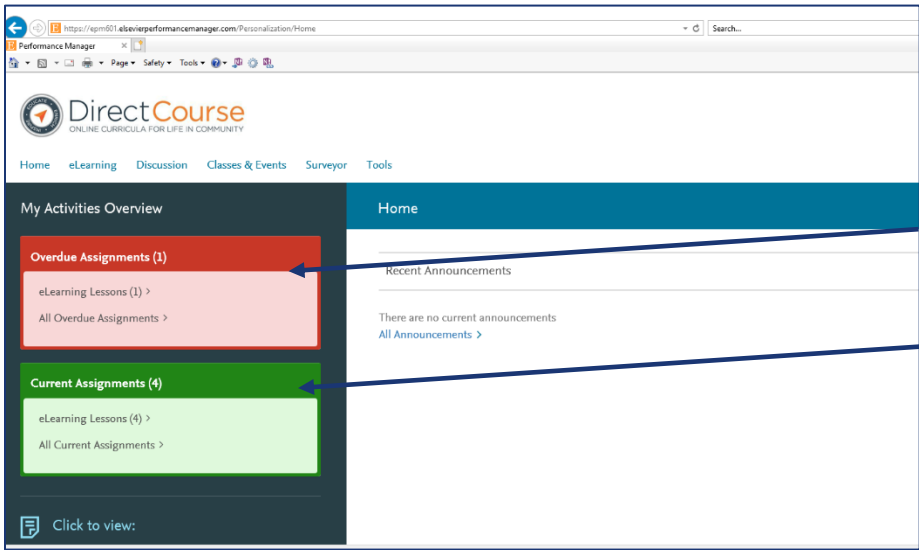 https://epm601.elsevierperformancemanager.com/Personalization/Home
Search...
Performance Manager
Page Safety Tools
EDUCATE
DirectCourse
ONLINE CURRICULA FOR LIFE IN COMMUNITY
Home eLearning Discussion Classes & Events Surveyor Tools
My Activities Overview
Home
Overdue Assignments (1)
eLearning Lessons (1) >
All Overdue Assignments >
Recent Announcements
There are no current announcements
All Announcements >
Current Assignments (4)
eLearning Lessons (4) >
All Current Assignments >
Click to view: